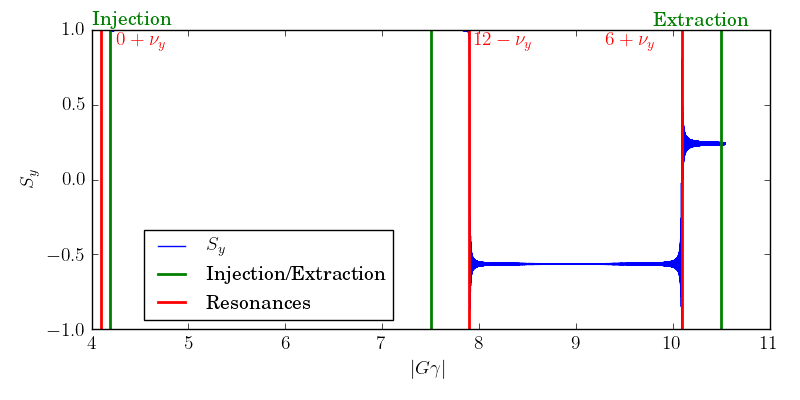 Injection Extraction
0 + ν_y 12 − ν_y 6 + ν_y
1.0
0.5
0.0
−0.5
−1.0
S_y
S_y
Injection/Extraction
Resonances
4 5 6 7 8 9 10 11
|Gγ|